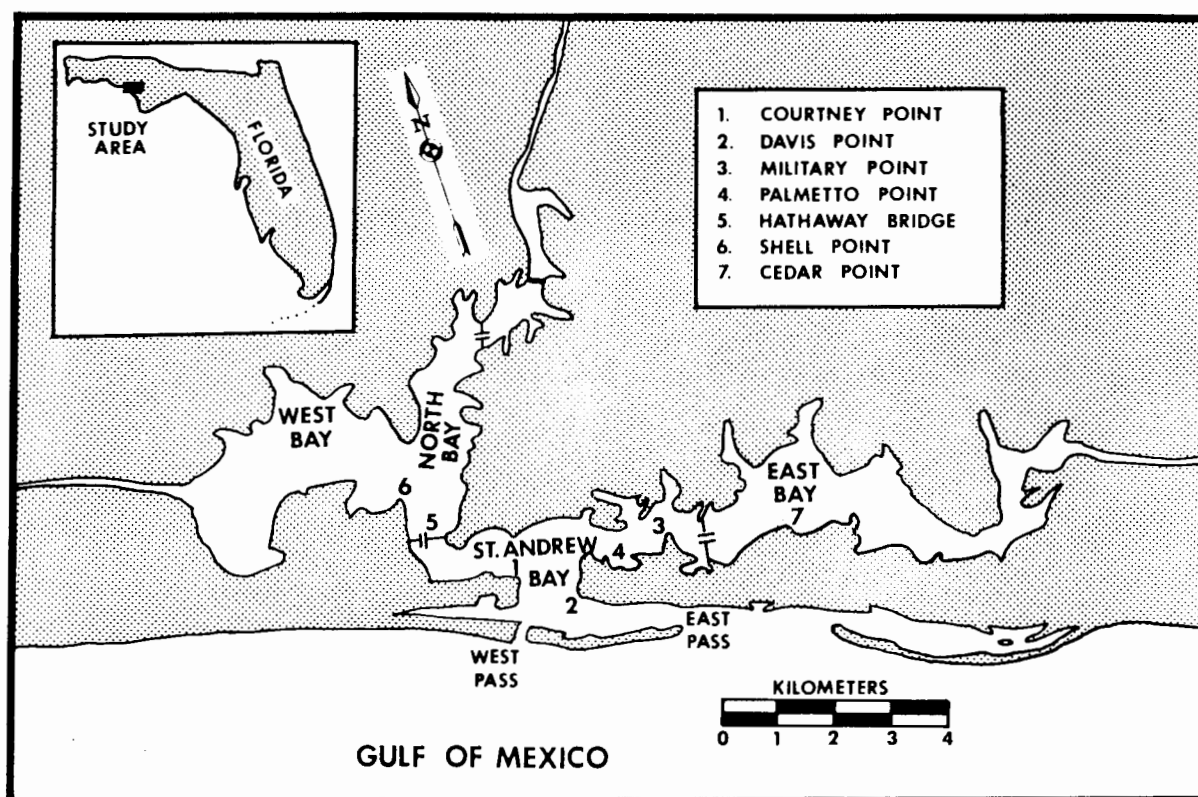 STUDY
AREA
FLORIDA
N
1. COURTNEY POINT
2. DAVIS POINT
3. MILITARY POINT
4. PALMETTO POINT
5. HATHAWAY BRIDGE
6. SHELL POINT
7. CEDAR POINT
WEST
BAY
NORTH
BAY
EAST
BAY
6
7
5
3
ST. ANDREW
4
1
BAY
2
EAST
PASS
WEST
PASS
KILOMETERS
0 1 2 3 4
GULF OF MEXICO